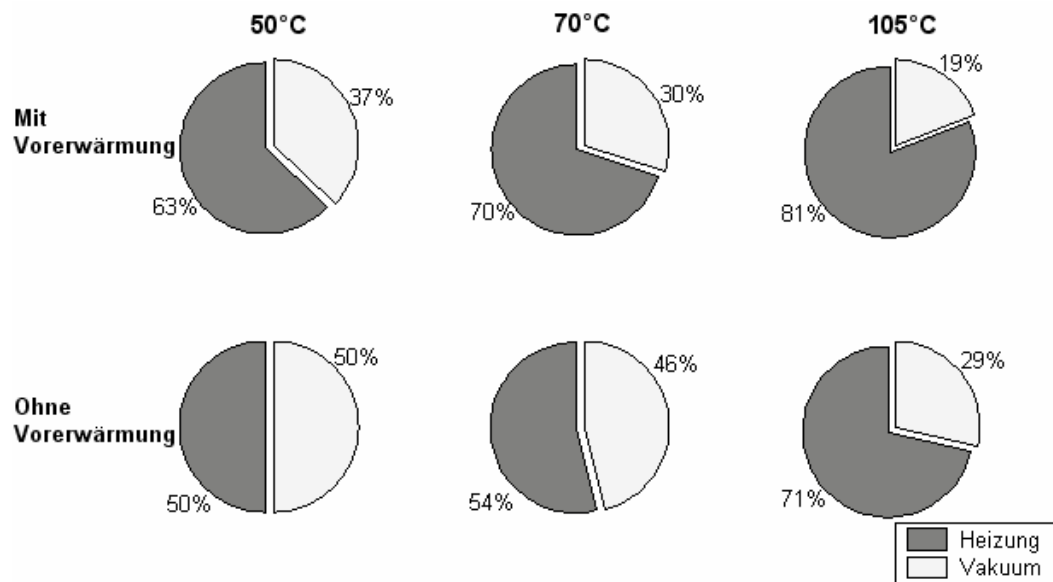 50°C
70°C
105°C
Mit
Vorerwärmung
37%
63%
30%
70%
19%
81%
Ohne
Vorerwärmung
50%
50%
46%
54%
29%
71%
Heizung
Vakuum